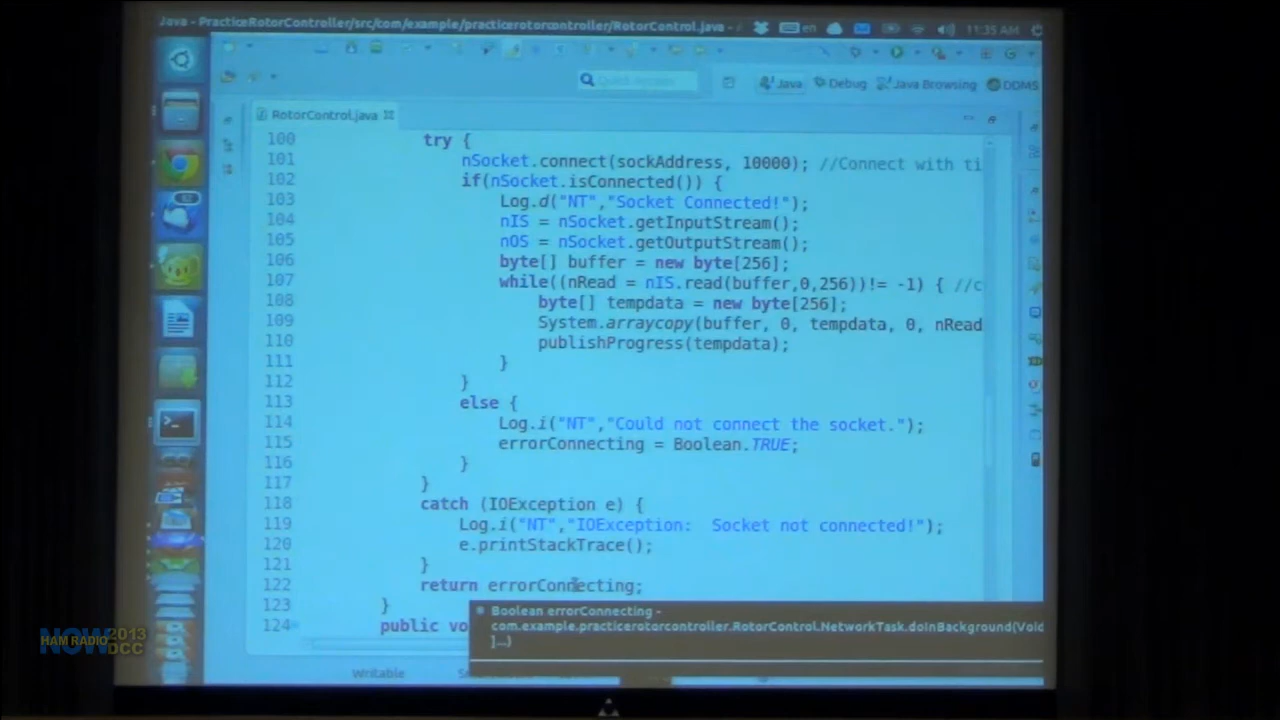 Java - PracticeRotorController/src/com/example/practicerotorcontroller/RotorControl.java -
en
11:35 AM
Java
Debug
Java Browsing
DDMS
RotorControl.java
100 try {
101 nSocket.connect(sockAddress, 10000); //Connect with ti
102 if(nSocket.isConnected()) {
103 Log.d("NT","Socket Connected!");
104 nIS = nSocket.getInputStream();
105 nOS = nSocket.getOutputStream();
106 byte[] buffer = new byte[256];
107 while((nRead = nIS.read(buffer,0,256))!= -1) { //c
108 byte[] tempdata = new byte[256];
109 System.arraycopy(buffer, 0, tempdata, 0, nRead
110 publishProgress(tempdata);
111 }
112 }
113 else {
114 Log.i("NT","Could not connect the socket.");
115 errorConnecting = Boolean.TRUE;
116 }
117 }
118 catch (IOException e) {
119 Log.i("NT","IOException:  Socket not connected!");
120 e.printStackTrace();
121 }
122 return errorConnecting;
123 }
124 public vo
Boolean errorConnecting -
com.example.practicerotorcontroller.RotorControl.NetworkTask.doInBackground(Void
]...)
Writable
HAM RADIO
NOW
2013
DCC